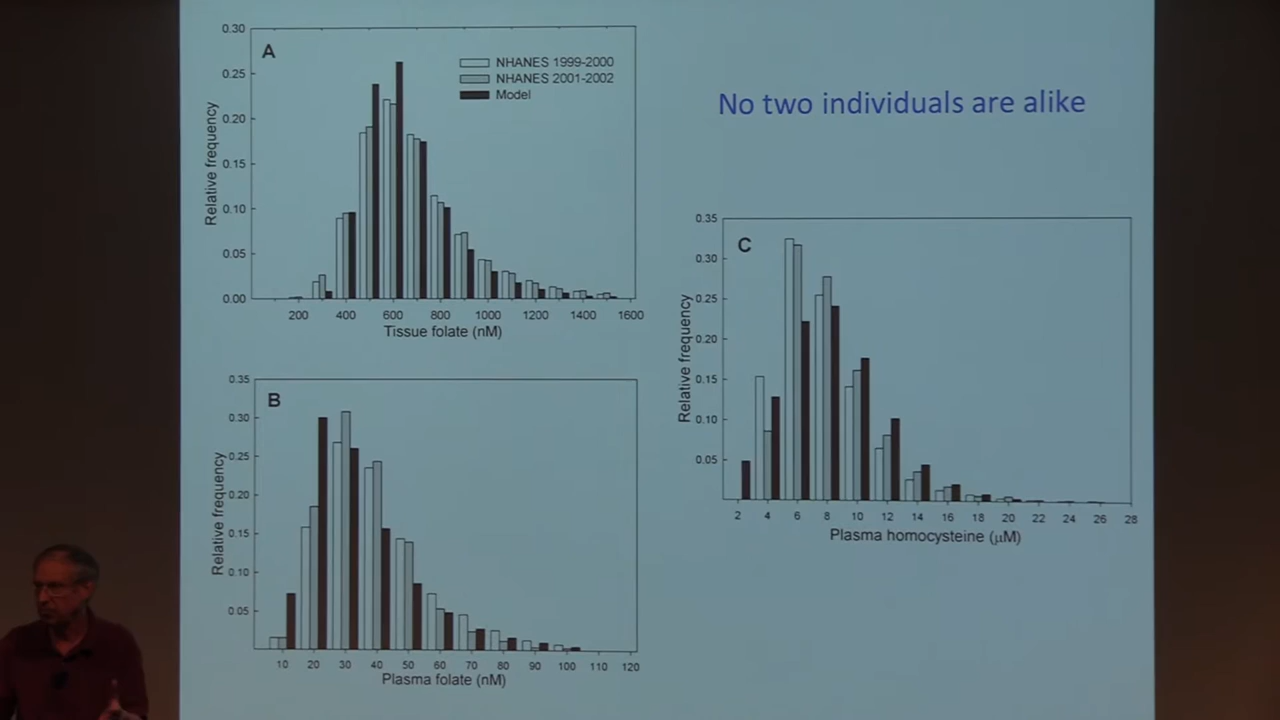 No two individuals are alike
A
NHANES 1999-2000
NHANES 2001-2002
Model
Relative frequency
0.30
0.25
0.20
0.15
0.10
0.05
0.00
200 400 600 800 1000 1200 1400 1600
Tissue folate (nM)
B
Relative frequency
0.35
0.30
0.25
0.20
0.15
0.10
0.05
10 20 30 40 50 60 70 80 90 100 110 120
Plasma folate (nM)
C
Relative frequency
0.35
0.30
0.25
0.20
0.15
0.10
0.05
2 4 6 8 10 12 14 16 18 20 22 24 26 28
Plasma homocysteine (μM)